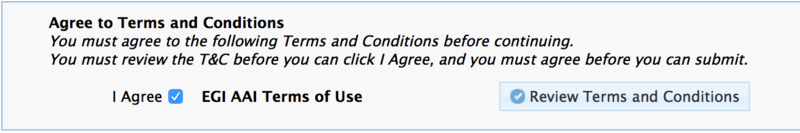 Agree to Terms and Conditions
You must agree to the following Terms and Conditions before continuing.
You must review the T&C before you can click I Agree, and you must agree before you can submit.
I Agree EGI AAI Terms of Use Review Terms and Conditions